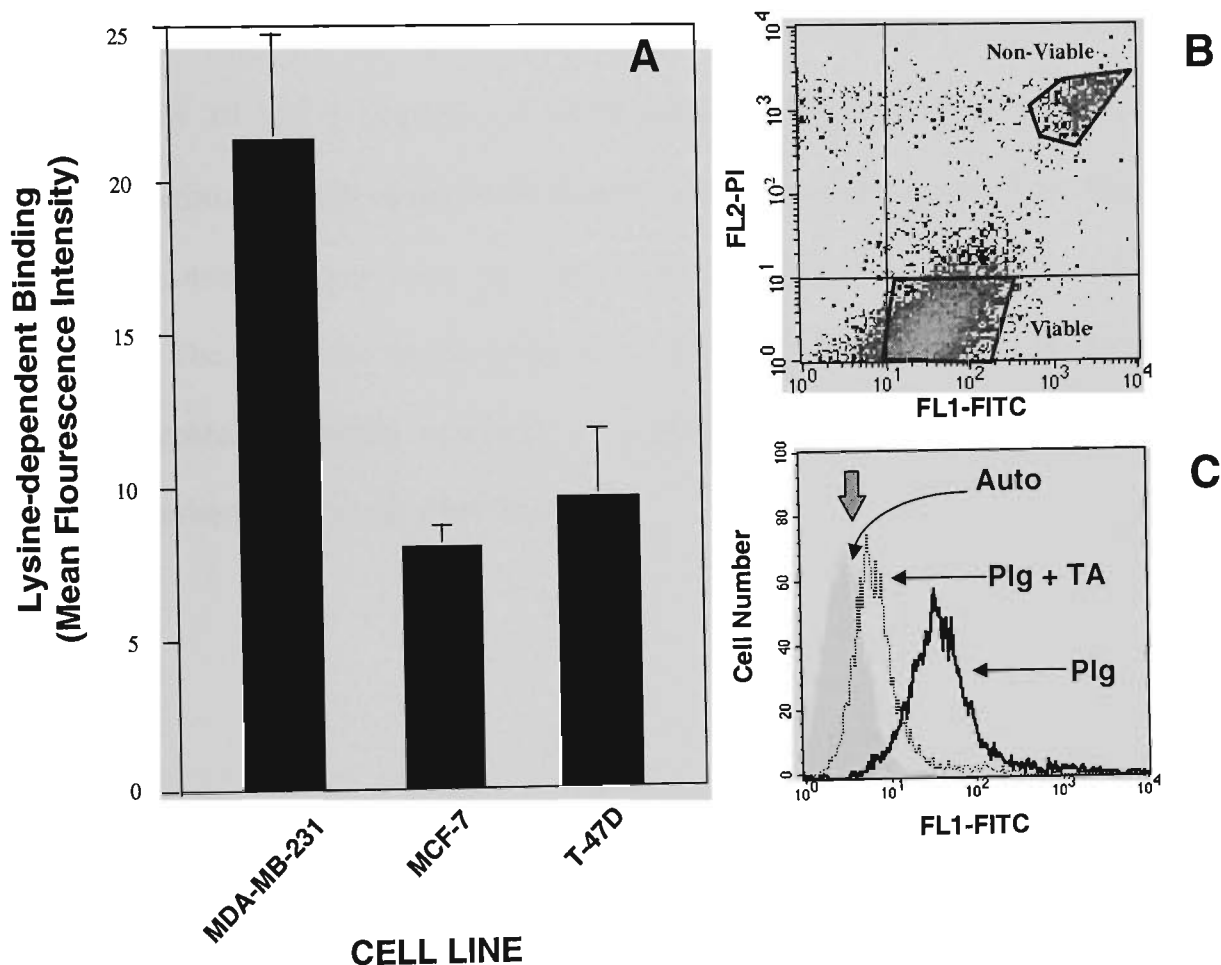 A
25
20
15
10
5
0
Lysine-dependent Binding
(Mean Flourescence Intensity)
MDA-MB-231
MCF-7
T-47D
CELL LINE
B
10^4
10^3
10^2
10^1
10^0
FL2-PI
Non-Viable
Viable
10^0 10^1 10^2 10^3 10^4
FL1-FITC
C
100
80
60
40
20
0
Cell Number
Auto
Plg + TA
Plg
10^0 10^1 10^2 10^3 10^4
FL1-FITC
The